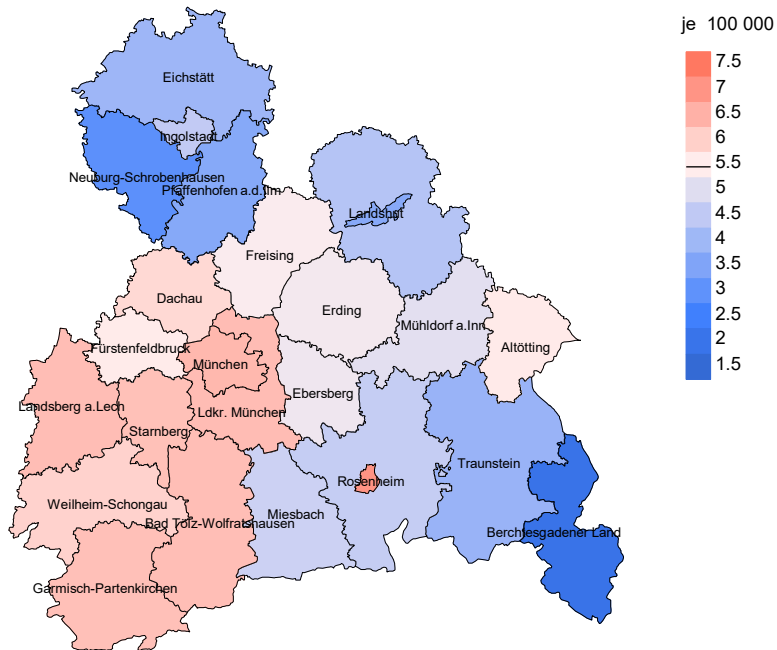 je 100 000
7.5
7
6.5
6
5.5
5
4.5
4
3.5
3
2.5
2
1.5
Eichstätt
Ingolstadt
Neuburg-Schrobenhausen
Pfaffenhofen a.d.Ilm
Landshut
Freising
Dachau
Erding
Mühldorf a.Inn
Altötting
Fürstenfeldbruck
München
Ebersberg
Landsberg a.Lech
Ldkr. München
Starnberg
Traunstein
Rosenheim
Weilheim-Schongau
Miesbach
Bad Tölz-Wolfratshausen
Berchtesgadener Land
Garmisch-Partenkirchen